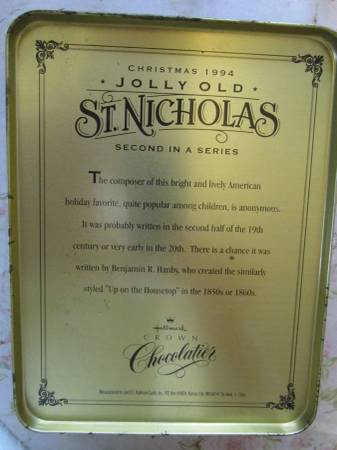 CHRISTMAS 1994
JOLLY OLD
ST. NICHOLAS
SECOND IN A SERIES
The composer of this bright and lively American
holiday favorite, quite popular among children, is anonymous.
It was probably written in the second half of the 19th
century or very early in the 20th. There is a chance it was
written by Benjamin R. Hanby, who created the similarly
styled "Up on the Housetop" in the 1850s or 1860s.
Hallmark
CROWN
Chocolatier